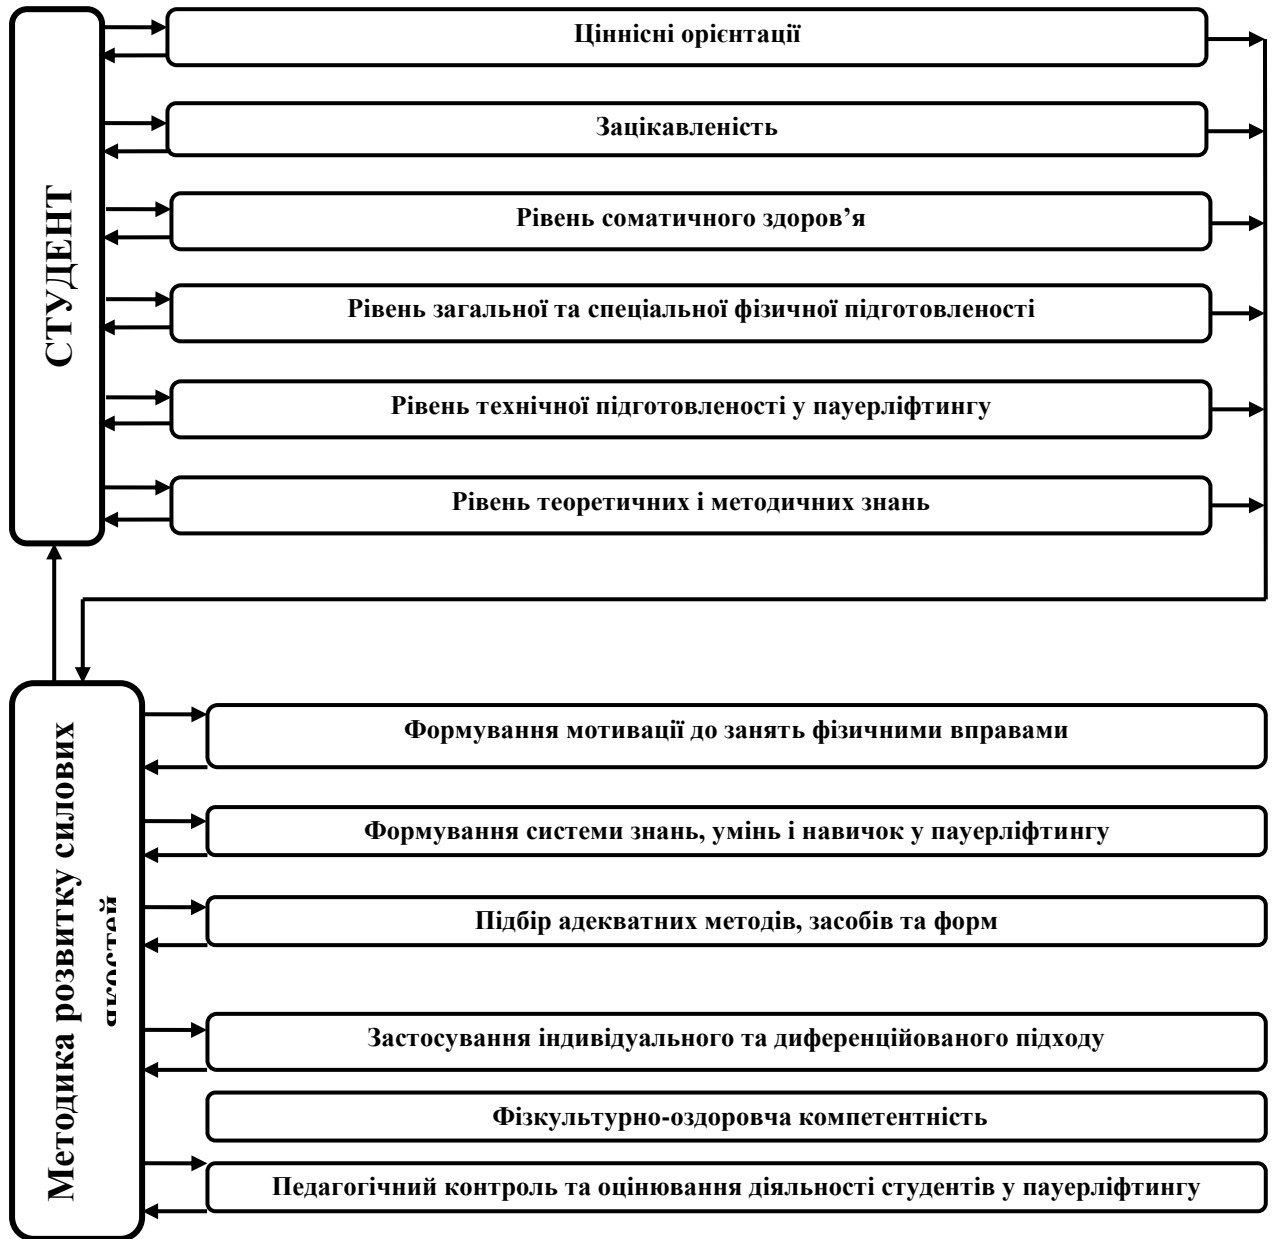 СТУДЕНТ
Ціннісні орієнтації
Зацікавленість
Рівень соматичного здоров’я
Рівень загальної та спеціальної фізичної підготовленості
Рівень технічної підготовленості у пауерліфтингу
Рівень теоретичних і методичних знань
Методика розвитку силових
якостей
Формування мотивації до занять фізичними вправами
Формування системи знань, умінь і навичок у пауерліфтингу
Підбір адекватних методів, засобів та форм
Застосування індивідуального та диференційованого підходу
Фізкультурно-оздоровча компетентність
Педагогічний контроль та оцінювання діяльності студентів у пауерліфтингу